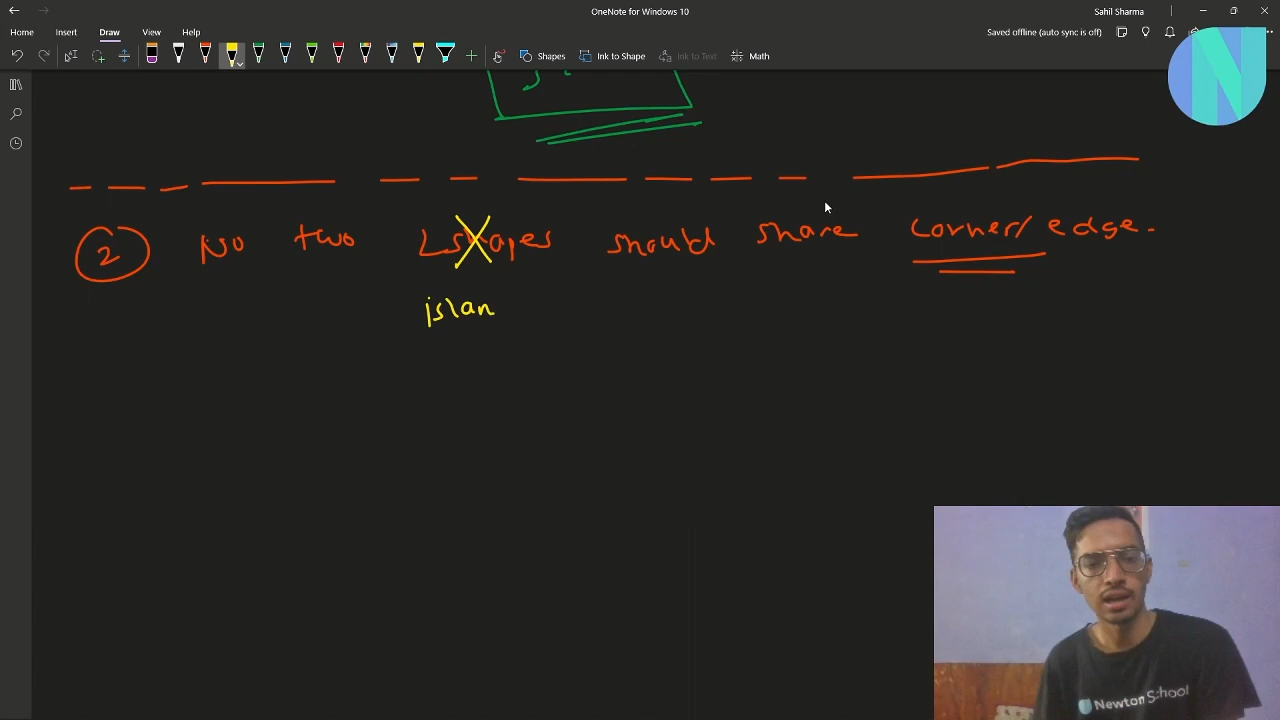 OneNote for Windows 10
Sahil Sharma
Home Insert Draw View Help
Saved offline (auto sync is off)
Shapes Ink to Shape Ink to Text Math
2 No two Lshapes should share corner/edge.
islan
Newton School